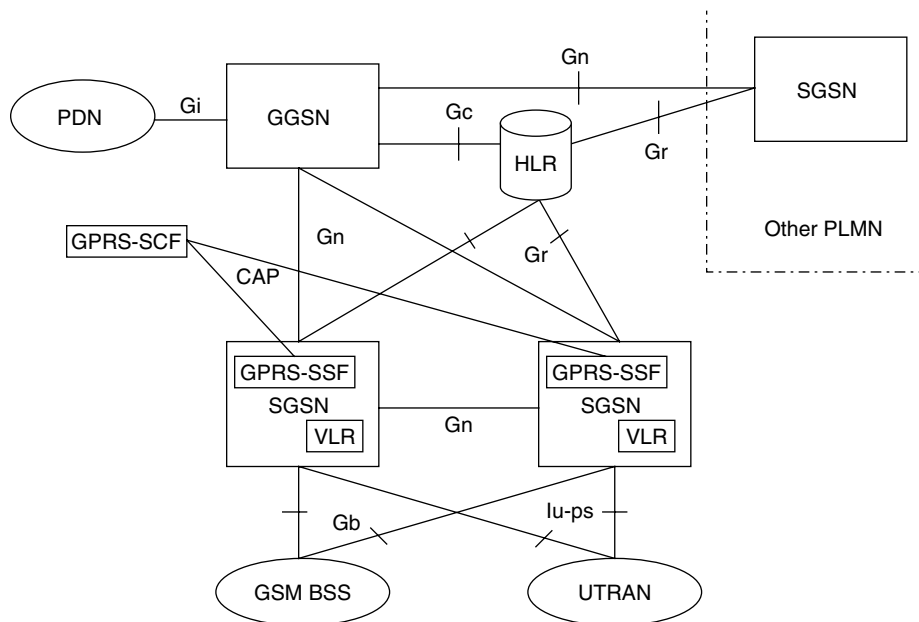 Gn
SGSN
Gi
GGSN
PDN
Gc
HLR
Gr
Other PLMN
GPRS-SCF
Gn
Gr
CAP
GPRS-SSF
GPRS-SSF
SGSN
SGSN
Gn
VLR
VLR
Gb
Iu-ps
GSM BSS
UTRAN